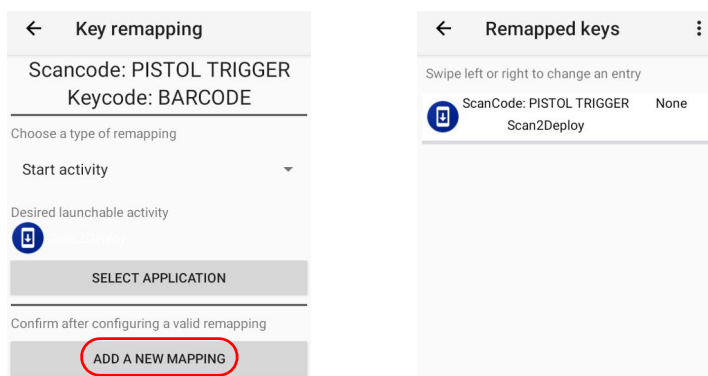 Key remapping
Scancode: PISTOL TRIGGER
Keycode: BARCODE
Choose a type of remapping
Start activity
Desired launchable activity
SELECT APPLICATION
Confirm after configuring a valid remapping
ADD A NEW MAPPING
Remapped keys
Swipe left or right to change an entry
ScanCode: PISTOL TRIGGER None
Scan2Deploy